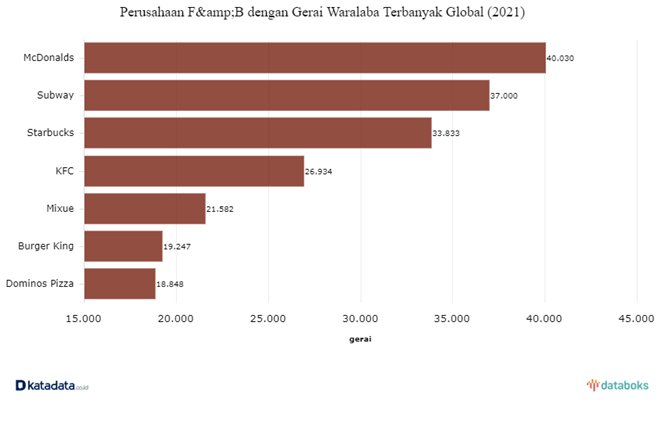 Perusahaan F&amp;B dengan Gerai Waralaba Terbanyak Global (2021)
McDonalds 40.030
Subway 37.000
Starbucks 33.833
KFC 26.934
Mixue 21.582
Burger King 19.247
Dominos Pizza 18.848
15.000 20.000 25.000 30.000 35.000 40.000 45.000
gerai
D katadata.co.id databoks